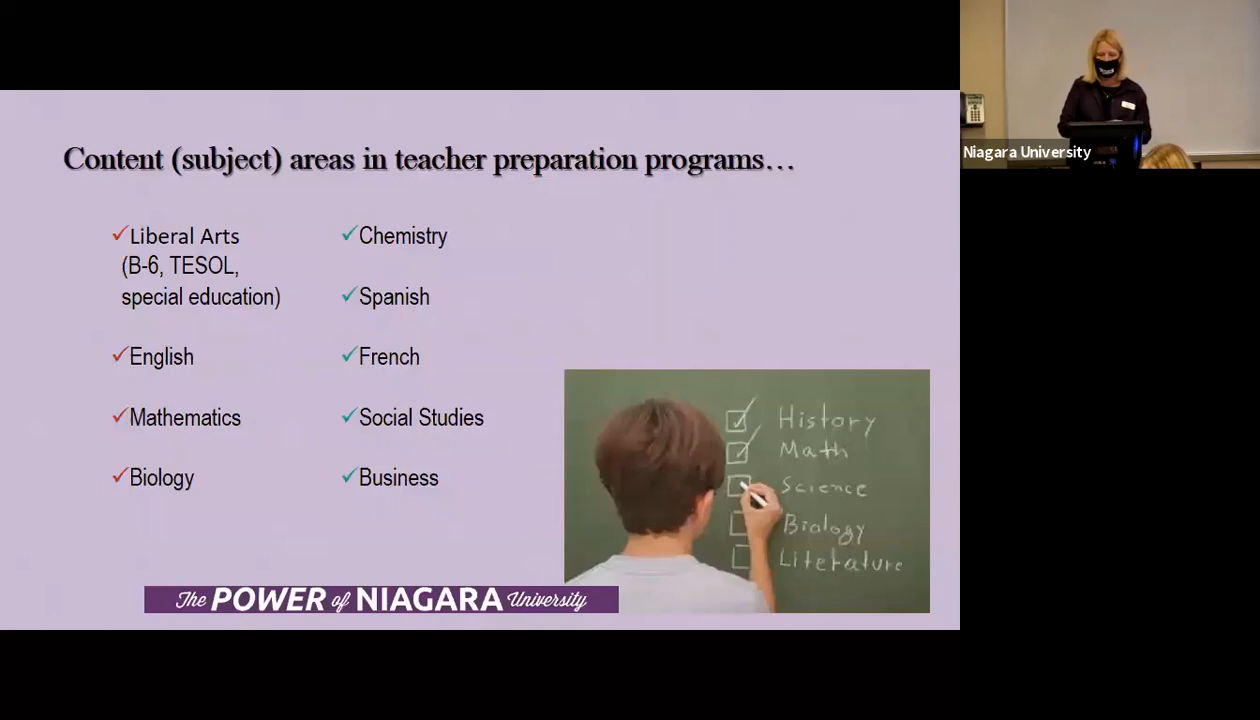 Content (subject) areas in teacher preparation programs...
✓Liberal Arts
(B-6, TESOL,
special education)
✓English
✓Mathematics
✓Biology
✓Chemistry
✓Spanish
✓French
✓Social Studies
✓Business
History
Math
Science
Biology
Literature
The POWER of NIAGARA University
Niagara University